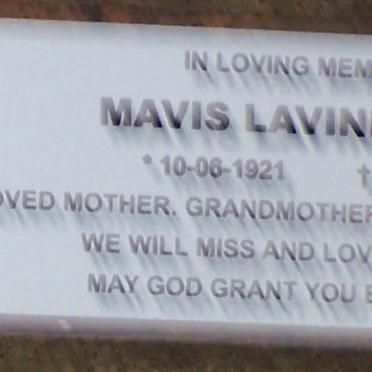 IN LOVING MEM
MAVIS LAVIN
* 10-06-1921 †
OVED MOTHER. GRANDMOTHER
WE WILL MISS AND LOV
MAY GOD GRANT YOU E